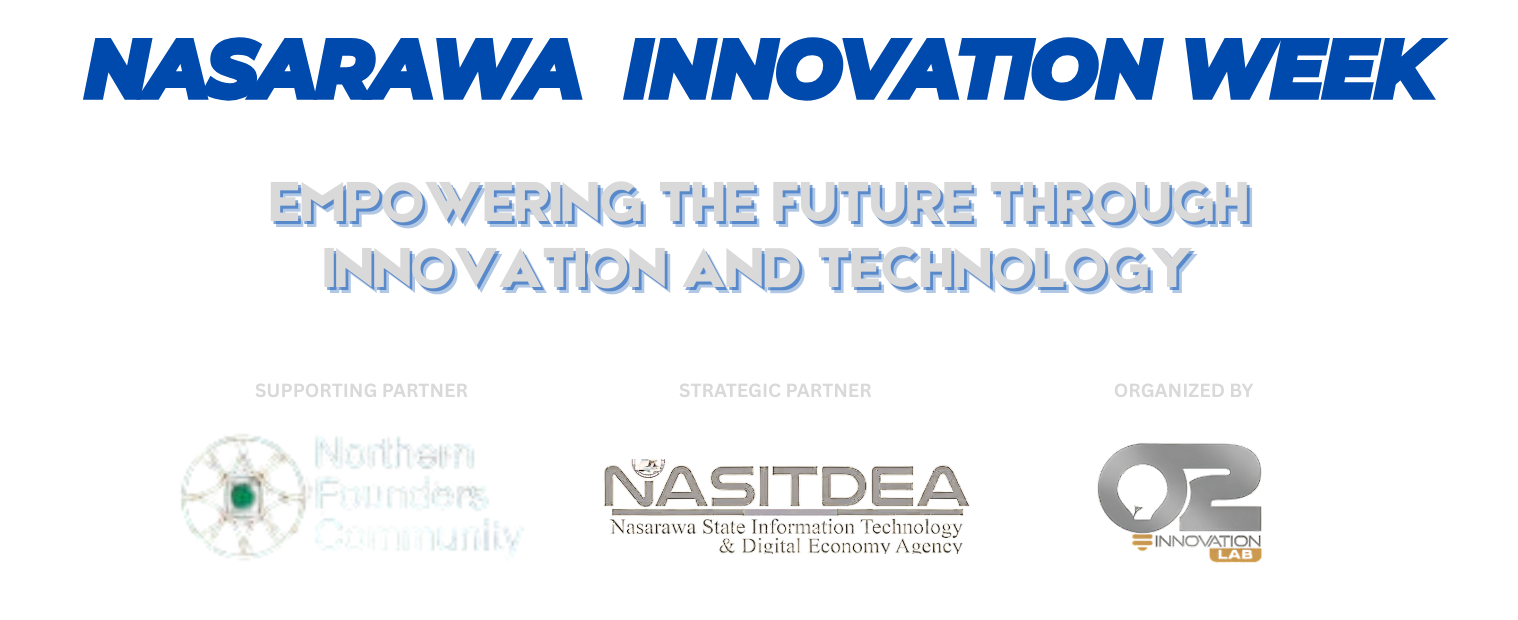 NASARAWA INNOVATION WEEK
EMPOWERING THE FUTURE THROUGH
INNOVATION AND TECHNOLOGY
SUPPORTING PARTNER
Northern
Founders
Community
STRATEGIC PARTNER
NASITDEA
Nasarawa State Information Technology
& Digital Economy Agency
ORGANIZED BY
O2
INNOVATION
LAB